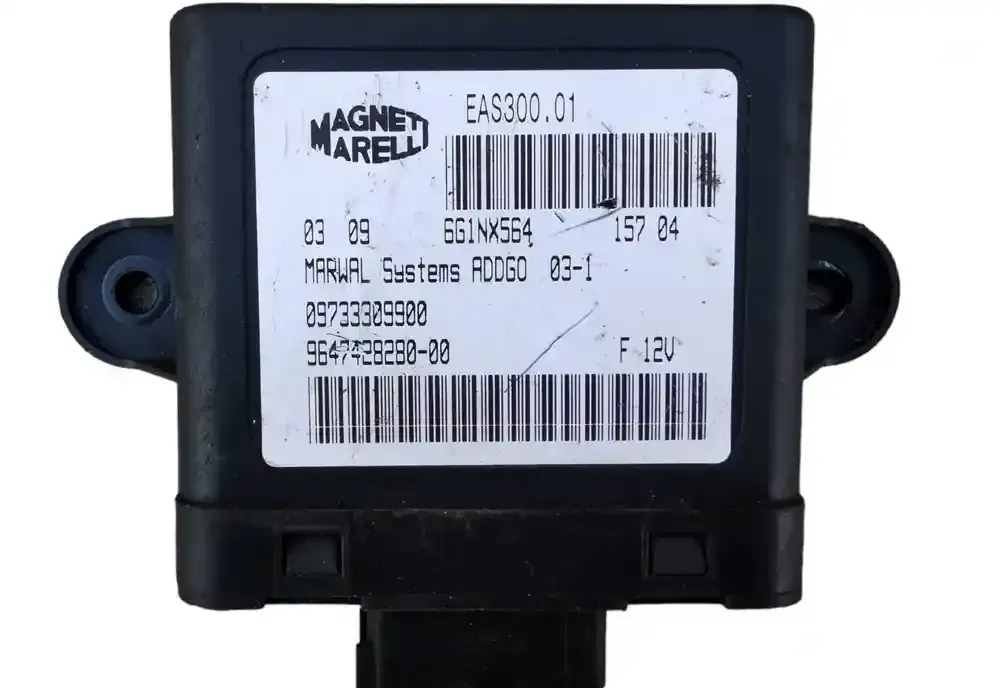 MAGNETI MARELLI
EAS300.01
03 09 6G1NX564 157 04
MARWAL Systems ADDGO 03-1
09733309900
9647428280-00 F 12V